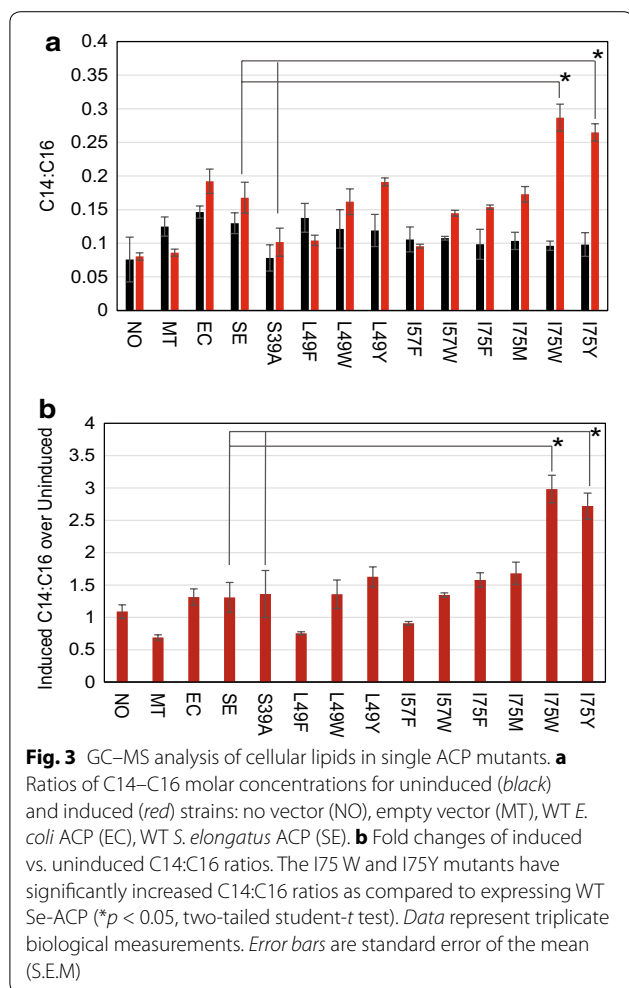 a
0.4
0.35
0.3
0.25
0.2
0.15
0.1
0.05
0
C14:C16
*
*
NO MT EC SE S39A L49F L49W L49Y I57F I57W I75F I75M I75W I75Y
b
4
3.5
3
2.5
2
1.5
1
0.5
0
Induced C14:C16 over Uninduced
*
*
NO MT EC SE S39A L49F L49W L49Y I57F I57W I75F I75M I75W I75Y
Fig. 3 GC–MS analysis of cellular lipids in single ACP mutants. a
Ratios of C14–C16 molar concentrations for uninduced (black)
and induced (red) strains: no vector (NO), empty vector (MT), WT E.
coli ACP (EC), WT S. elongatus ACP (SE). b Fold changes of induced
vs. uninduced C14:C16 ratios. The I75 W and I75Y mutants have
significantly increased C14:C16 ratios as compared to expressing WT
Se-ACP (*p < 0.05, two-tailed student-t test). Data represent triplicate
biological measurements. Error bars are standard error of the mean
(S.E.M)